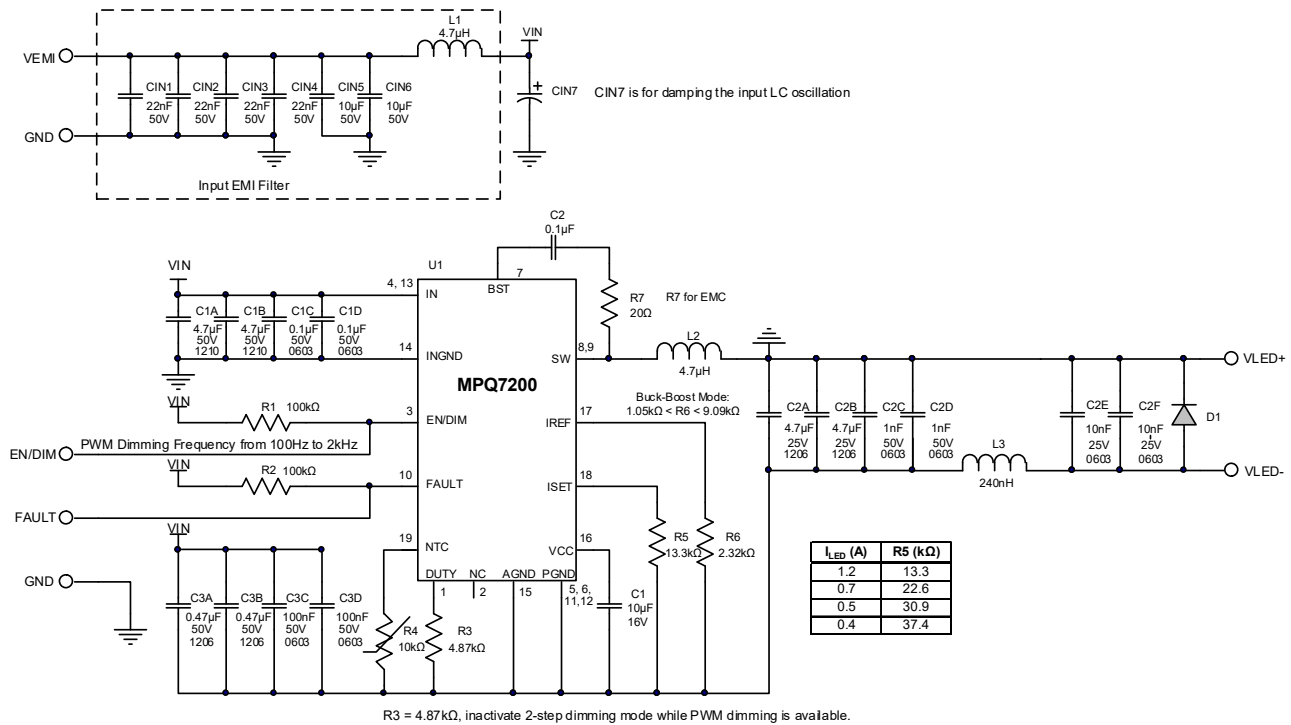 L1
4.7µH
VIN
VEMI
CIN1
22nF
50V
CIN2
22nF
50V
CIN3
22nF
50V
CIN4
22nF
50V
CIN5
10µF
50V
CIN6
10µF
50V
CIN7
CIN7 is for damping the input LC oscillation
GND
Input EMI Filter
C2
0.1µF
VIN
U1
4, 13
IN
7
BST
C1A
4.7µF
50V
1210
C1B
4.7µF
50V
1210
C1C
0.1µF
50V
0603
C1D
0.1µF
50V
0603
R7
20Ω
R7 for EMC
14
INGND
8,9
SW
L2
4.7µH
VLED+
MPQ7200
VIN
R1 100kΩ
3
EN/DIM
17
IREF
Buck-Boost Mode:
1.05kΩ < R6 < 9.09kΩ
C2A
4.7µF
25V
1206
C2B
4.7µF
25V
1206
C2C
1nF
50V
0603
C2D
1nF
50V
0603
C2E
10nF
25V
0603
C2F
10nF
25V
0603
D1
L3
240nH
VLED-
EN/DIM
PWM Dimming Frequency from 100Hz to 2kHz
VIN
R2 100kΩ
10
FAULT
18
ISET
FAULT
VIN
19
NTC
16
VCC
R5
13.3kΩ
R6
2.32kΩ
GND
DUTY
1
NC
2
AGND
15
PGND
5, 6,
11,12
C1
10µF
16V
C3A
0.47µF
50V
1206
C3B
0.47µF
50V
1206
C3C
100nF
50V
0603
C3D
100nF
50V
0603
R4
10kΩ
R3
4.87kΩ
ILED (A) R5 (kΩ)
1.2 13.3
0.7 22.6
0.5 30.9
0.4 37.4
R3 = 4.87kΩ, inactivate 2-step dimming mode while PWM dimming is available.